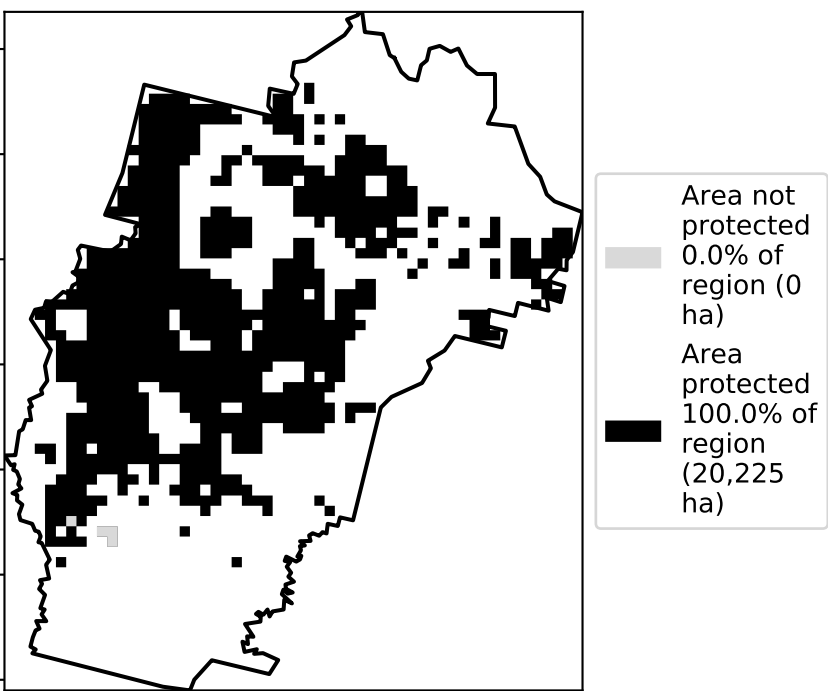 Area not
protected
0.0% of
region (0
ha)
Area
protected
100.0% of
region
(20,225
ha)